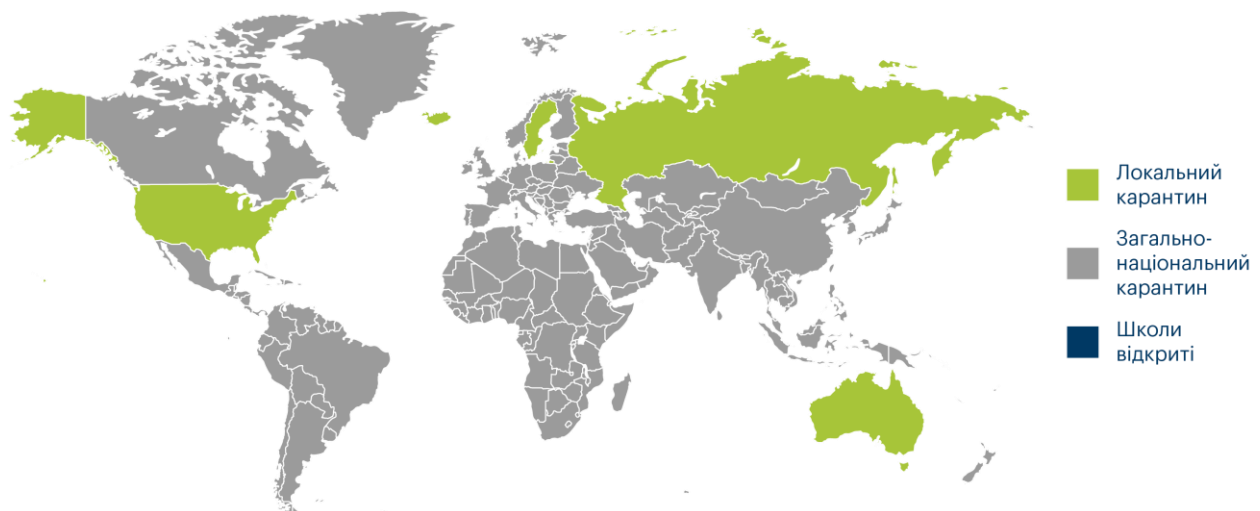 Локальний
карантин
Загально-
національний
карантин
Школи
відкриті